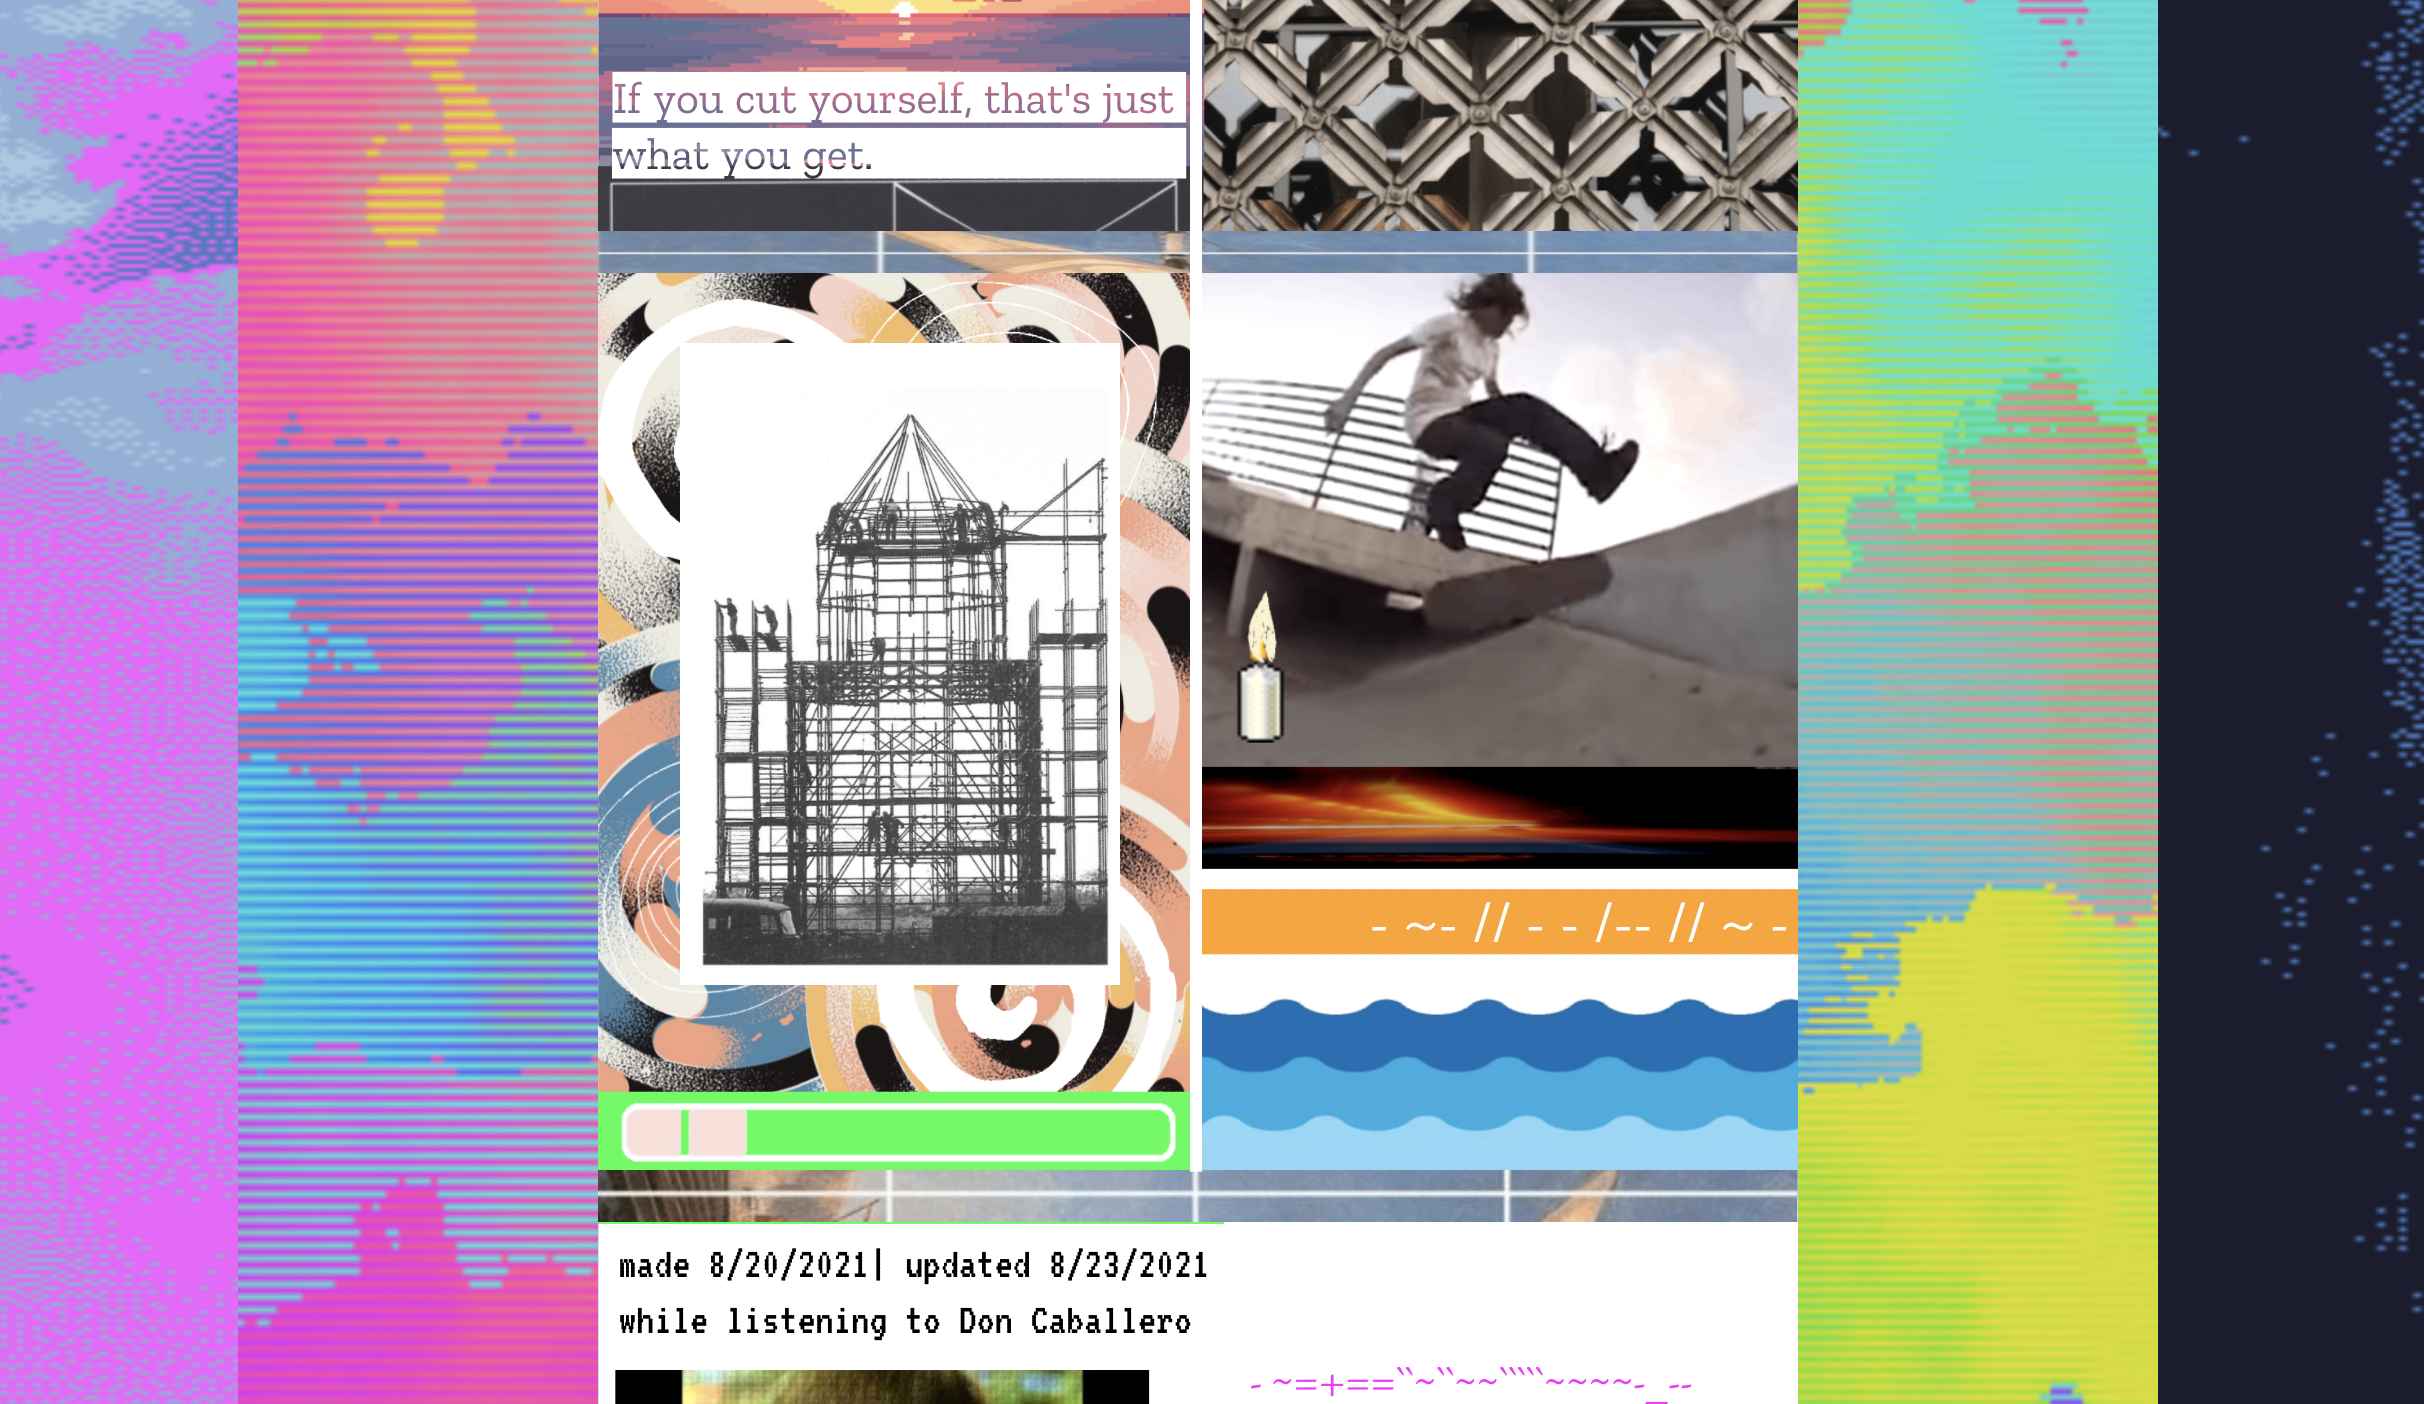 If you cut yourself, that's just
what you get.
- ~- // - - /-- // ~ -
made 8/20/2021| updated 8/23/2021
while listening to Don Caballero
- ~=+==``~``~~`````~~~~-_--